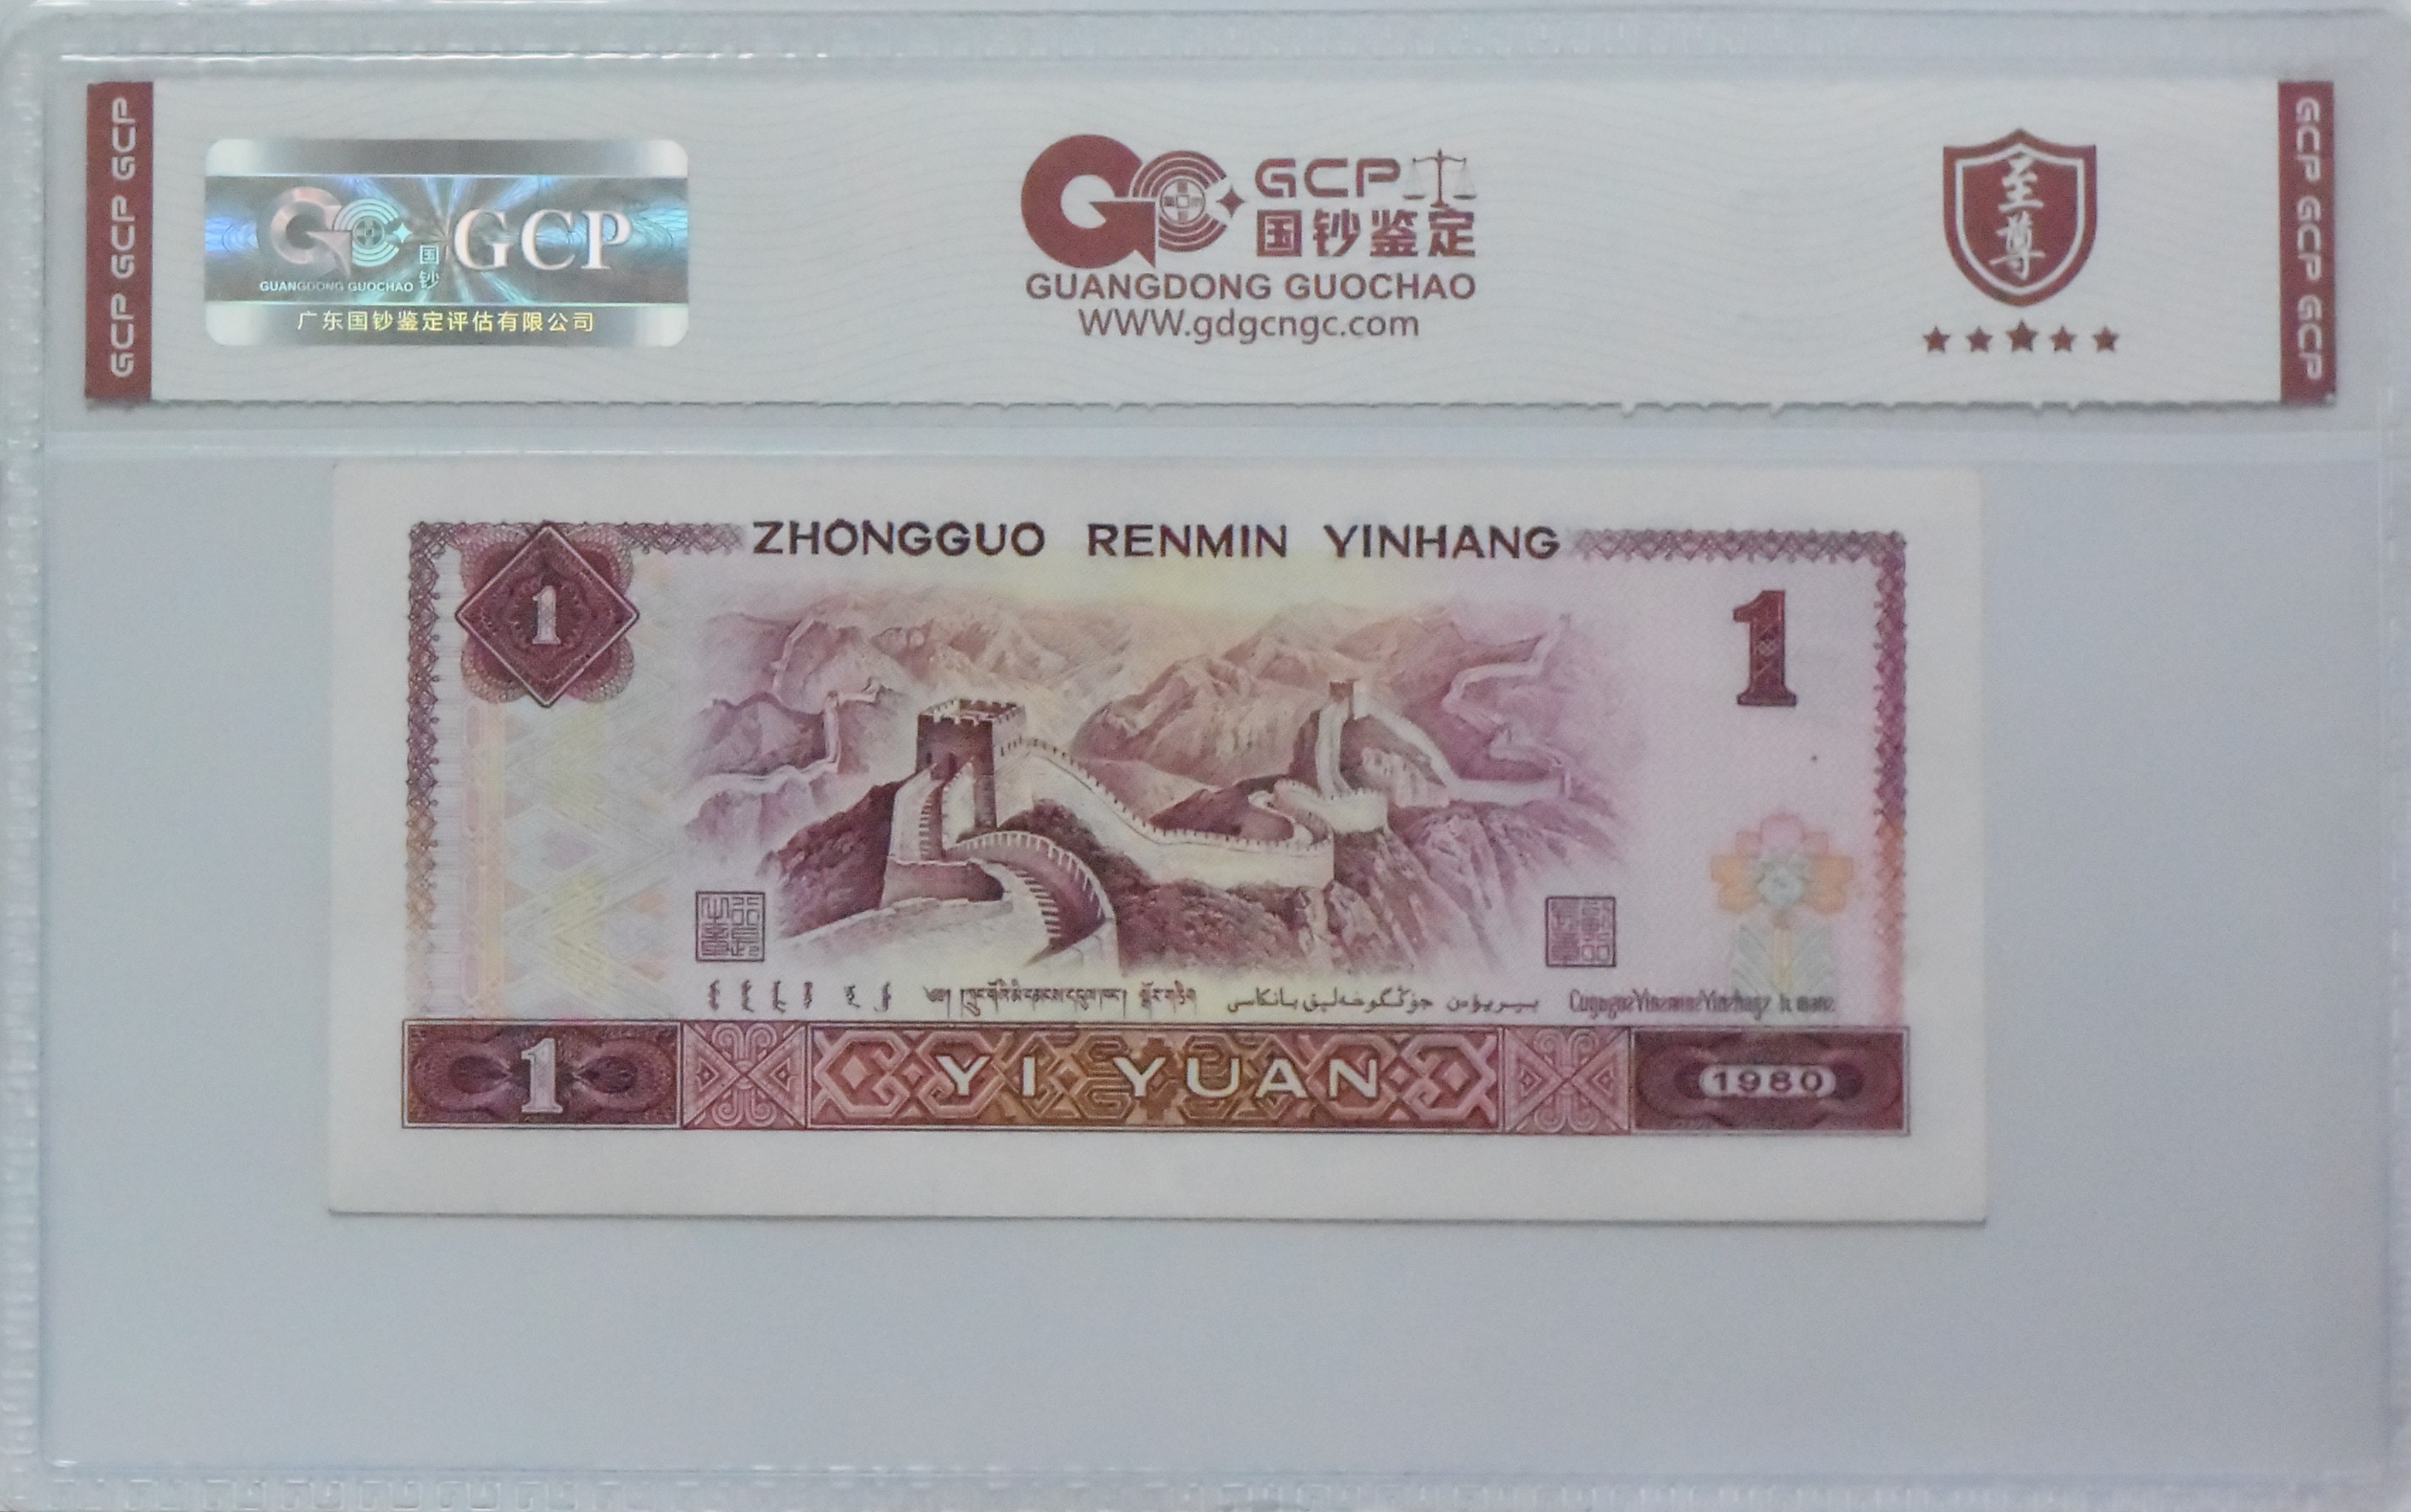 GCP GCP GCP
国钞
GCP
GUANGDONG GUOCHAO
广东国钞鉴定评估有限公司
GCP
国钞鉴定
GUANGDONG GUOCHAO
WWW.gdgcngc.com
至尊
GCP GCP GCP
ZHONGGUO RENMIN YINHANG
1
1
1
YI YUAN
1980